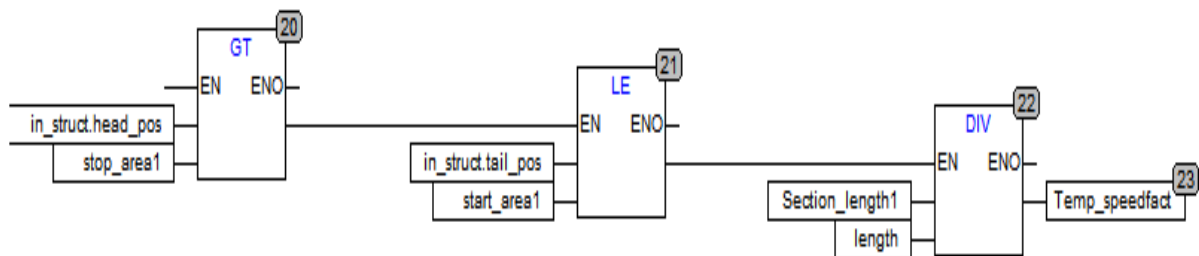 20
GT
EN ENO
in_struct.head_pos
stop_area1
21
LE
EN ENO
in_struct.tail_pos
start_area1
22
DIV
EN ENO
Section_length1
length
23
Temp_speedfact